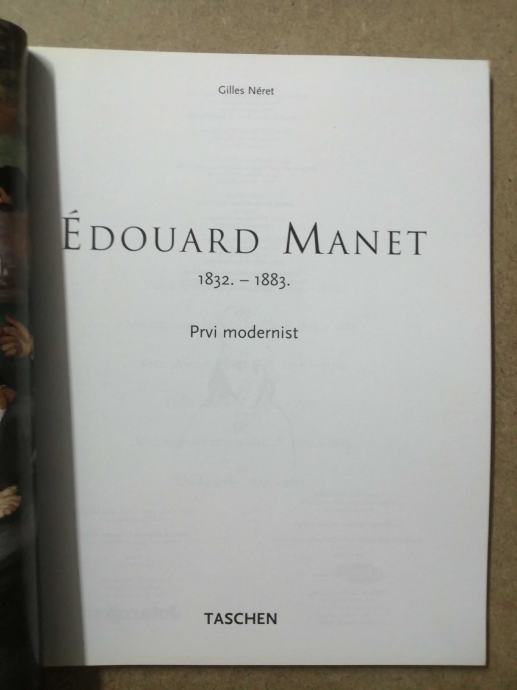 Gilles Néret
ÉDOUARD MANET
1832. – 1883.
Prvi modernist
TASCHEN